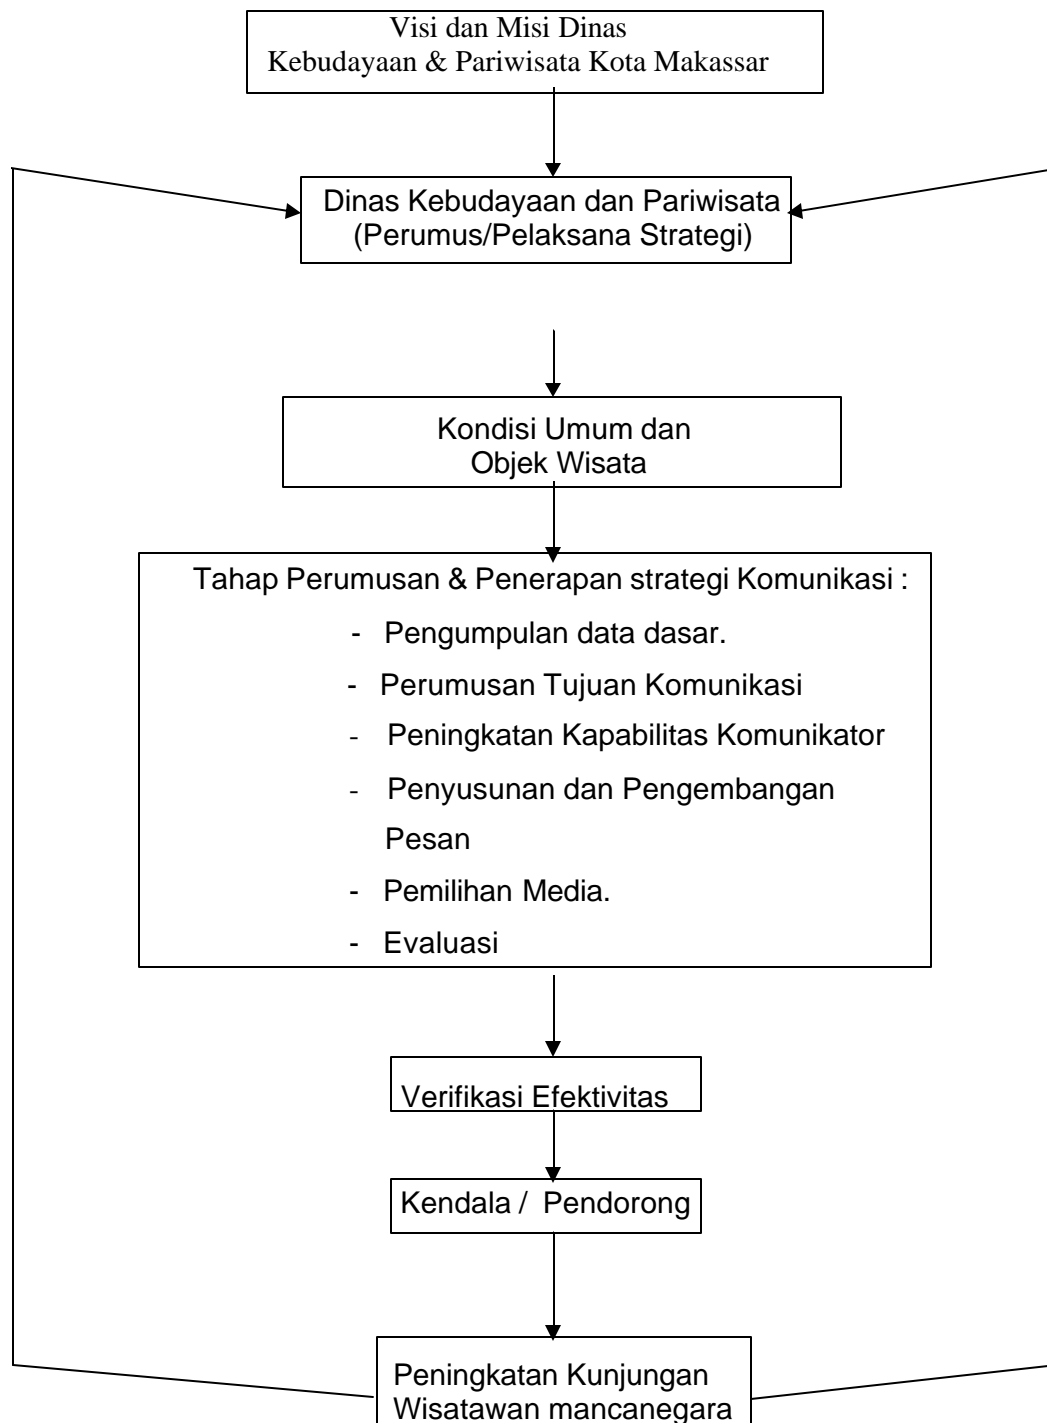 Visi dan Misi Dinas
Kebudayaan & Pariwisata Kota Makassar
Dinas Kebudayaan dan Pariwisata
(Perumus/Pelaksana Strategi)
Kondisi Umum dan
Objek Wisata
Tahap Perumusan & Penerapan strategi Komunikasi :
- Pengumpulan data dasar.
- Perumusan Tujuan Komunikasi
- Peningkatan Kapabilitas Komunikator
- Penyusunan dan Pengembangan
Pesan
- Pemilihan Media.
- Evaluasi
Verifikasi Efektivitas
Kendala / Pendorong
Peningkatan Kunjungan
Wisatawan mancanegara